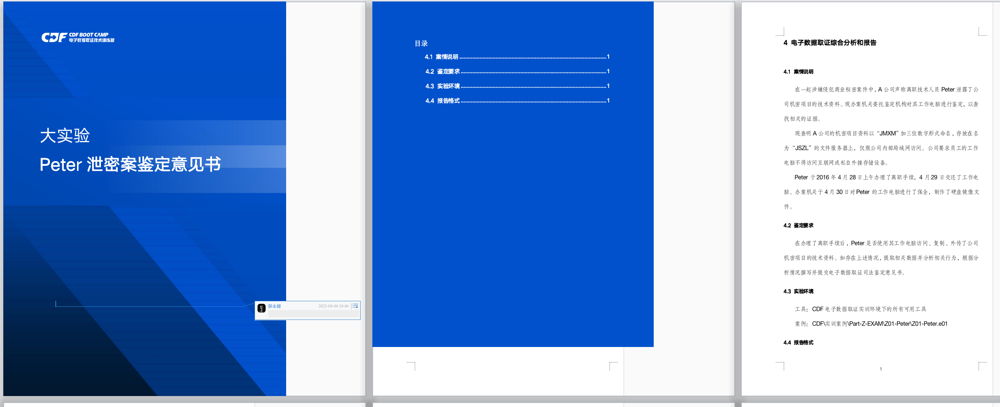 CDF CDF BOOT CAMP
电子数据取证技术训练营
大实验
Peter 泄密案鉴定意见书
郭永健 2023-04-04 10:46
目录
4.1 案情说明 1
4.2 鉴定要求 1
4.3 实验环境 1
4.4 报告格式 1
4 电子数据取证综合分析和报告
4.1 案情说明
在一起涉嫌侵犯商业秘密案件中，A 公司声称离职技术人员 Peter 泄露了公
司机密项目的技术资料。现办案机关委托鉴定机构对其工作电脑进行鉴定，以查
找相关的证据。
现查明 A 公司的机密项目资料以“JMXM”加三位数字形式命名，存放在名
为“JSZL”的文件服务器上，仅限公司内部局域网访问。公司要求员工的工作
电脑不得访问互联网或私自外接存储设备。
Peter 于2016 年 4 月 28 日上午办理了离职手续，4 月29 日交还了工作电
脑。办案机关于 4 月 30 日对Peter 的工作电脑进行了保全，制作了硬盘镜像文
件。
4.2 鉴定要求
在办理了离职手续后，Peter 是否使用其工作电脑访问、复制、外传了公司
机密项目的技术资料。如存在上述情况，提取相关数据并分析相关行为，根据分
析情况撰写并提交电子数据取证司法鉴定意见书。
4.3 实验环境
工具：CDF 电子数据取证实训环境下的所有可用工具
案例：CDF\实训案例\Part-Z-EXAM\Z01-Peter\Z01-Peter.e01
4.4 报告格式
1